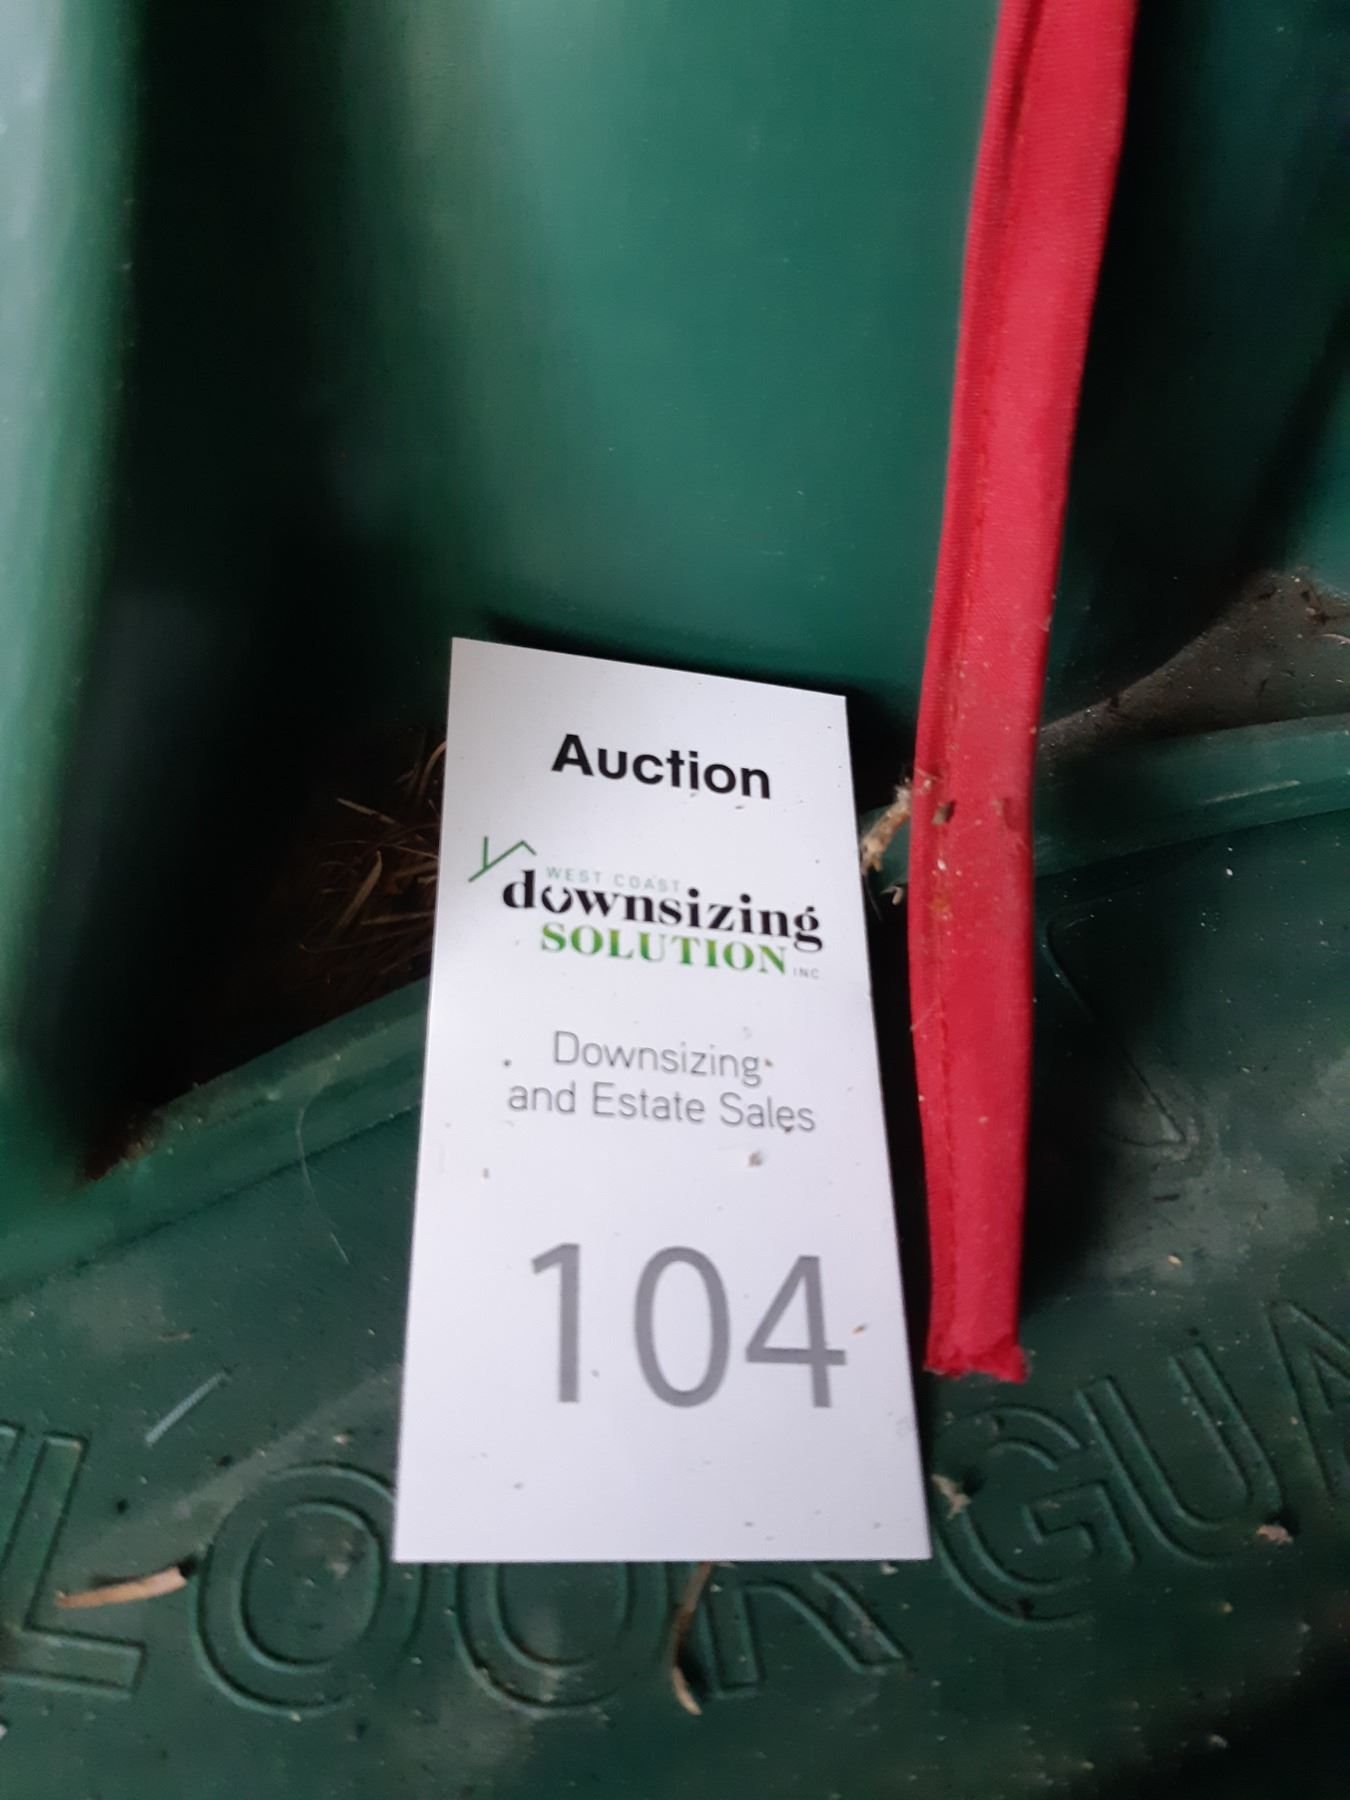 Auction
WEST COAST
downsizing
SOLUTION INC
Downsizing
and Estate Sales
104